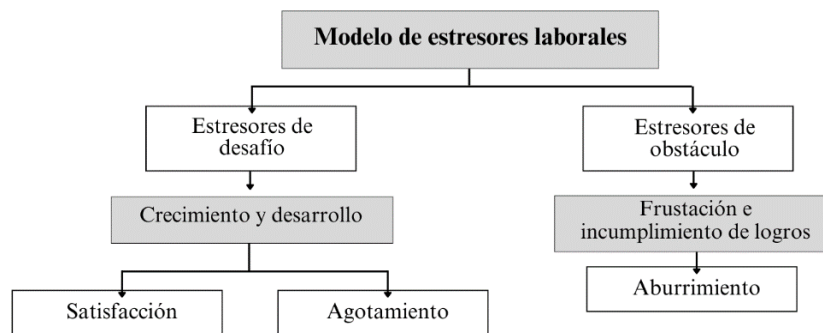 Modelo de estresores laborales
Estresores de
desafío
Estresores de
obstáculo
Crecimiento y desarrollo
Frustación e
incumplimiento de logros
Satisfacción
Agotamiento
Aburrimiento